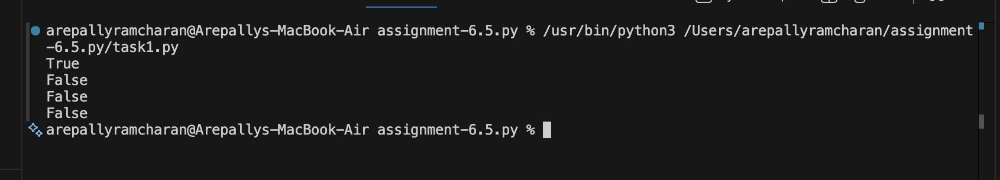 arepallyramcharan@Arepallys-MacBook-Air assignment-6.5.py % /usr/bin/python3 /Users/arepallyramcharan/assignment
-6.5.py/task1.py
True
False
False
False
arepallyramcharan@Arepallys-MacBook-Air assignment-6.5.py %